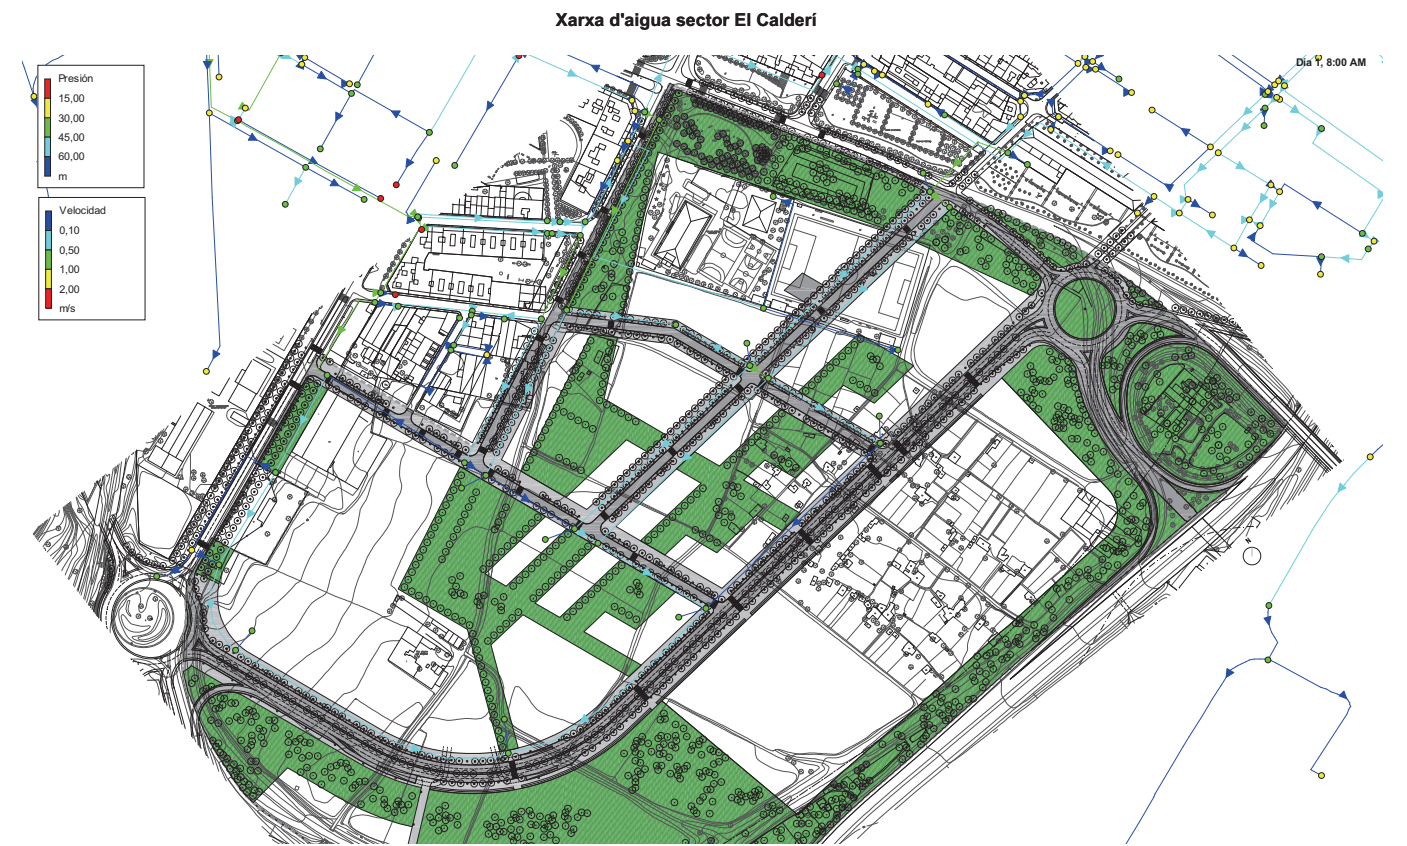 Xarxa d'aigua sector El Calderí
Día 1, 8:00 AM
Presión
15,00
30,00
45,00
60,00
m
Velocidad
0,10
0,50
1,00
2,00
m/s
N